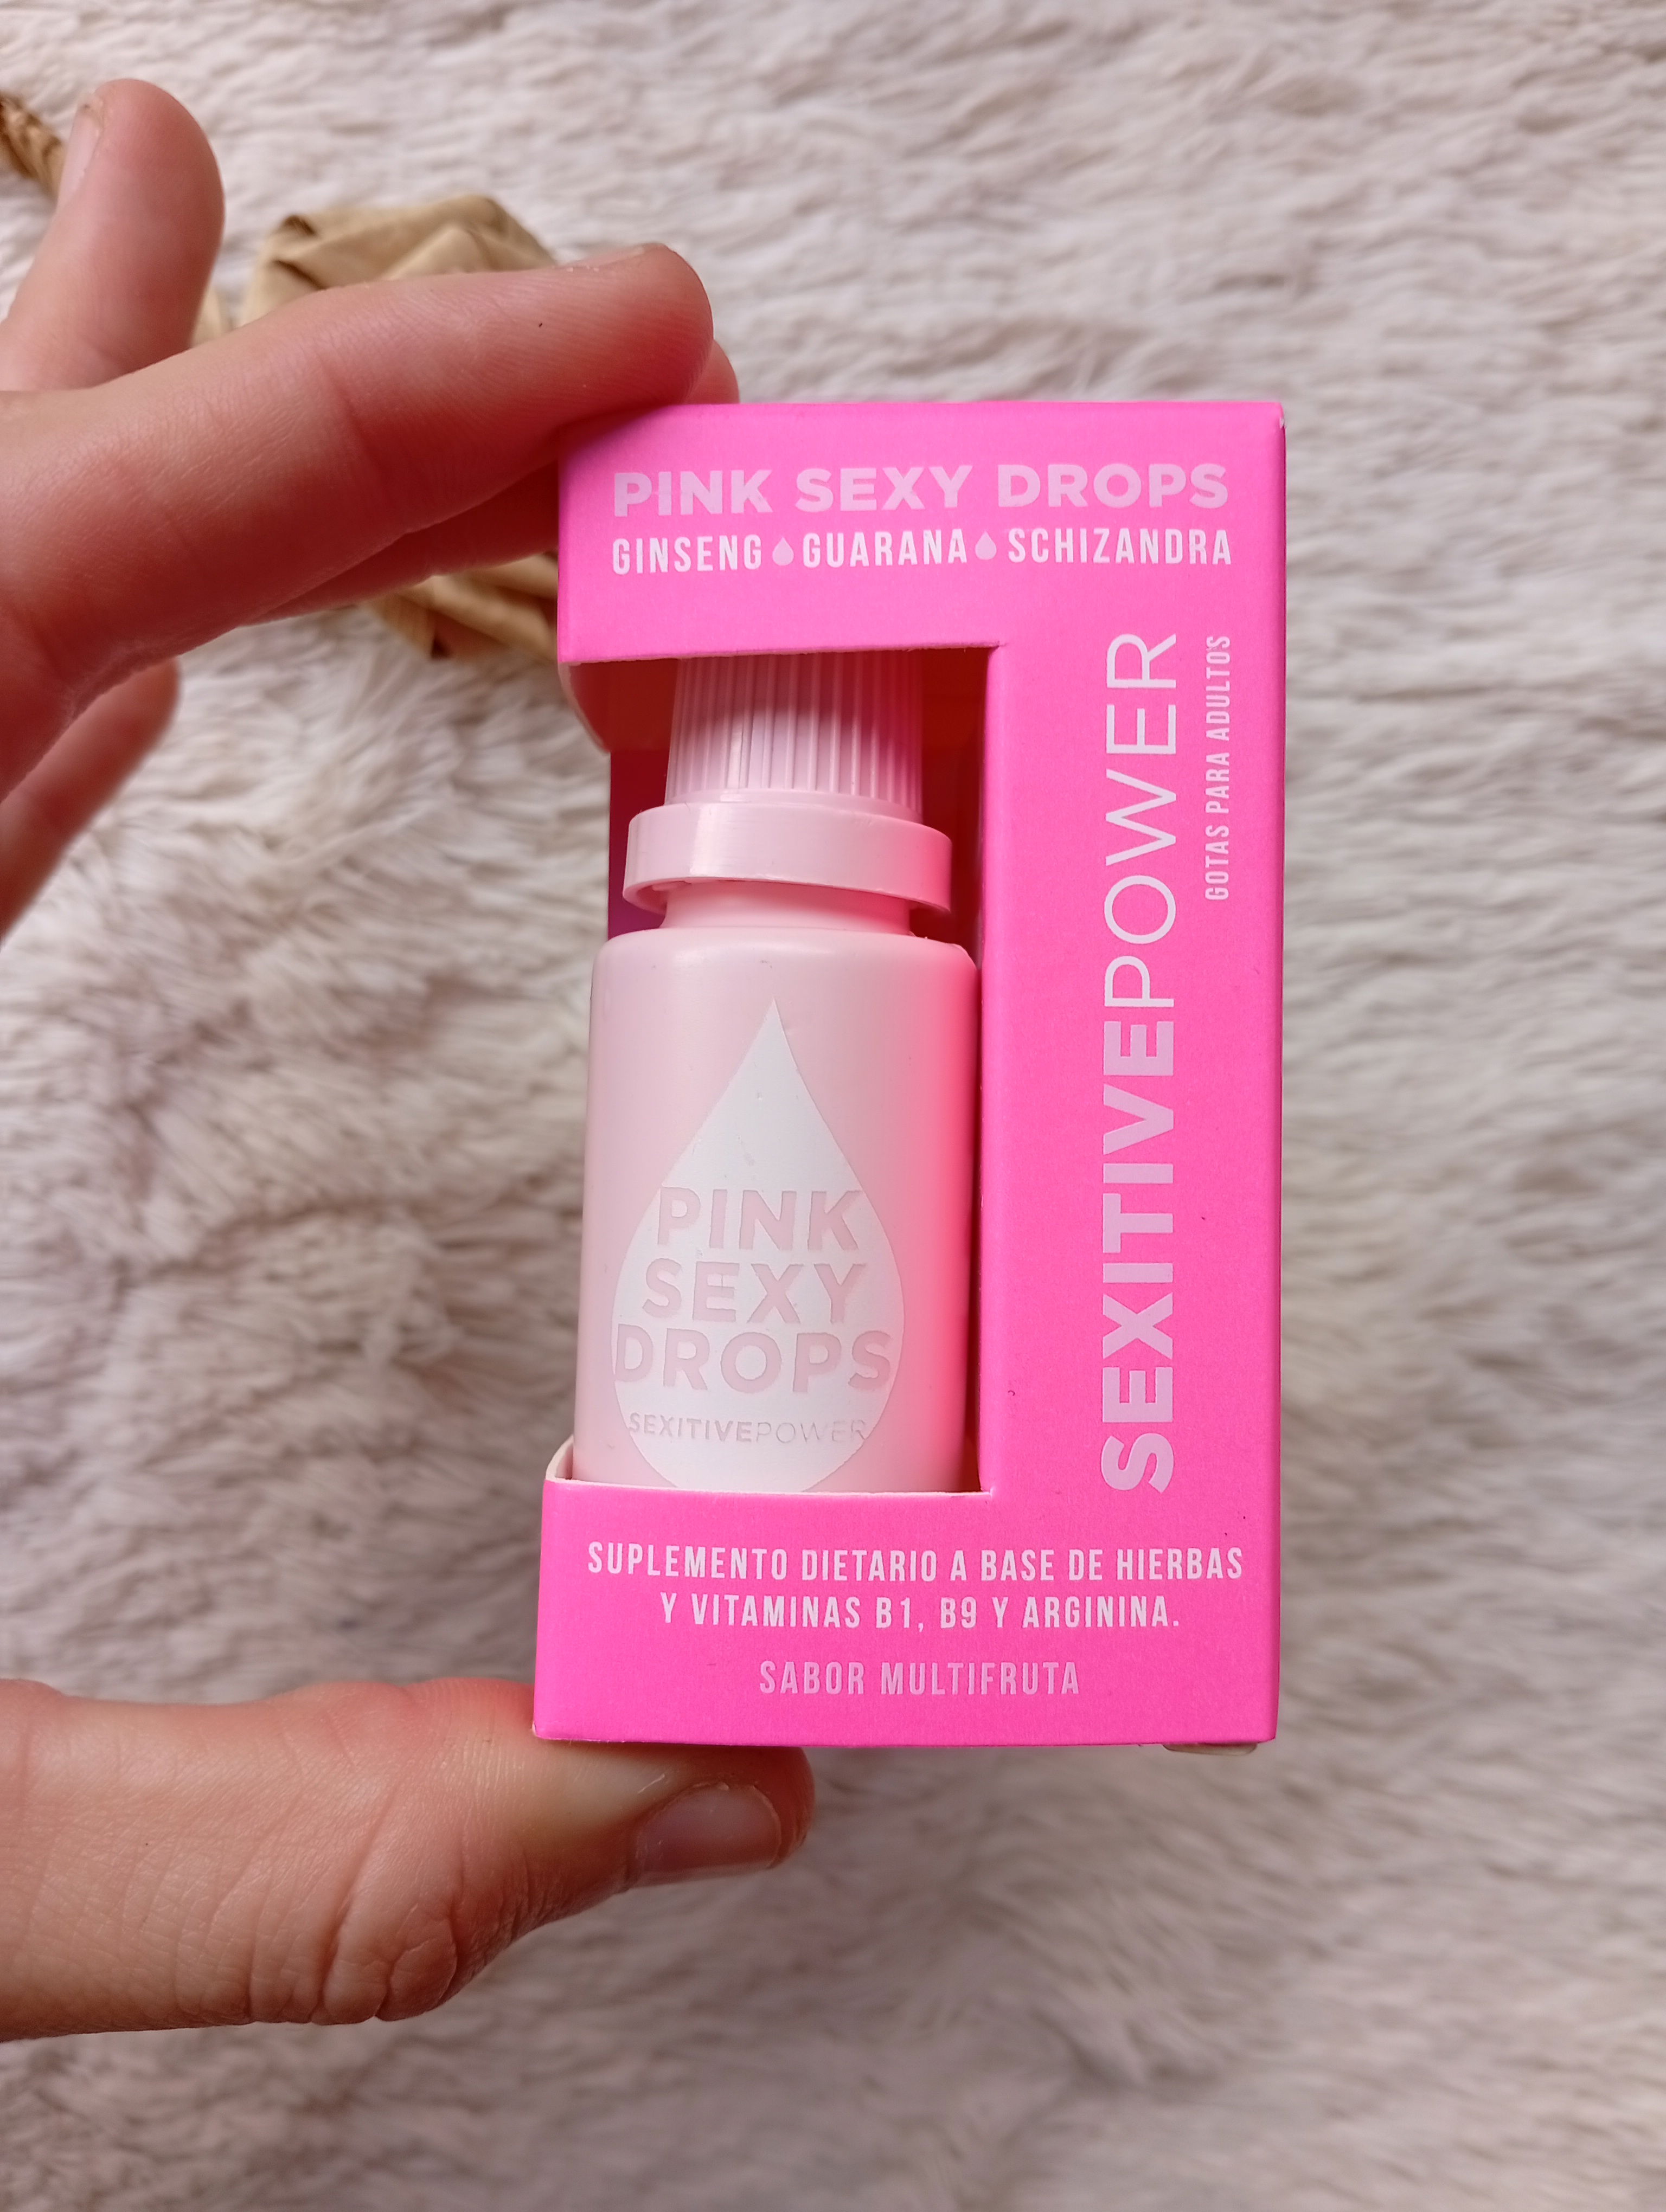 PINK SEXY DROPS
GINSENG GUARANA SCHIZANDRA
SEXITIVEPOWER
GOTAS PARA ADULTOS
PINK
SEXY
DROPS
SEXITIVEPOWER
SUPLEMENTO DIETARIO A BASE DE HIERBAS
Y VITAMINAS B1, B9 Y ARGININA.
SABOR MULTIFRUTA